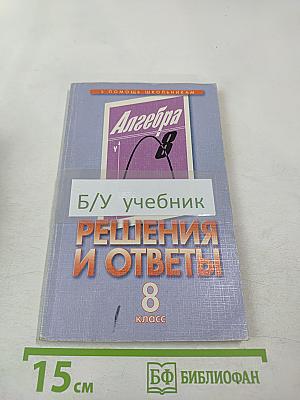 В ПОМОЩЬ ШКОЛЬНИКАМ
Алгебра
8
y
Б/У учебник
РЕШЕНИЯ
И ОТВЕТЫ
8
класс
15 см
БФ БИБЛИОФАН